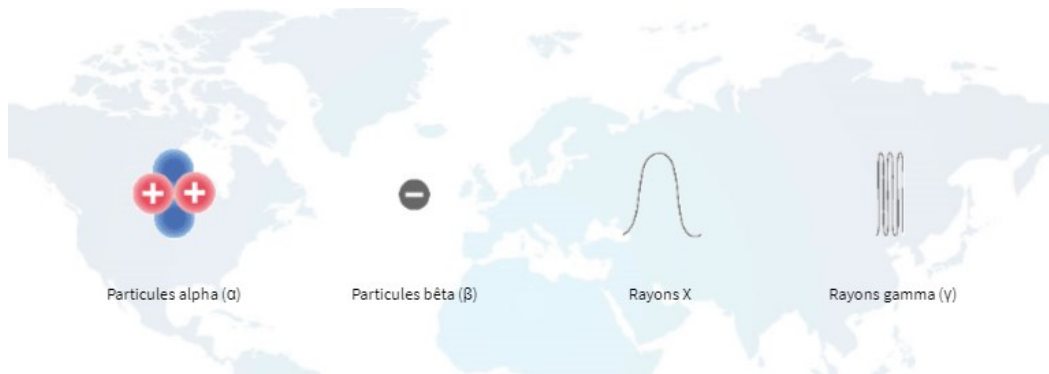 Particules alpha (α)
Particules bêta (β)
Rayons X
Rayons gamma (γ)